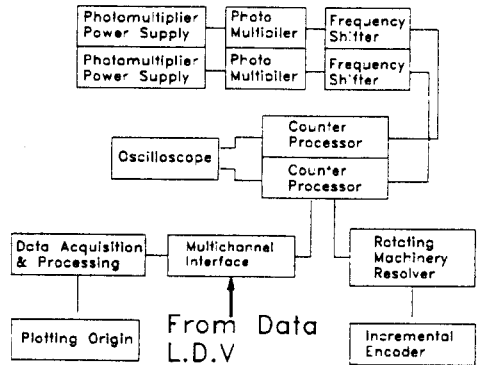 Photomultiplier
Power Supply
Photo
Multiplier
Frequency
Shifter
Photomultiplier
Power Supply
Photo
Multiplier
Frequency
Shifter
Counter
Processor
Oscilloscope
Counter
Processor
Data Acquisition
& Processing
Multichannel
Interface
Rotating
Machinery
Resolver
Plotting Origin
From Data
L.D.V
Incremental
Encoder